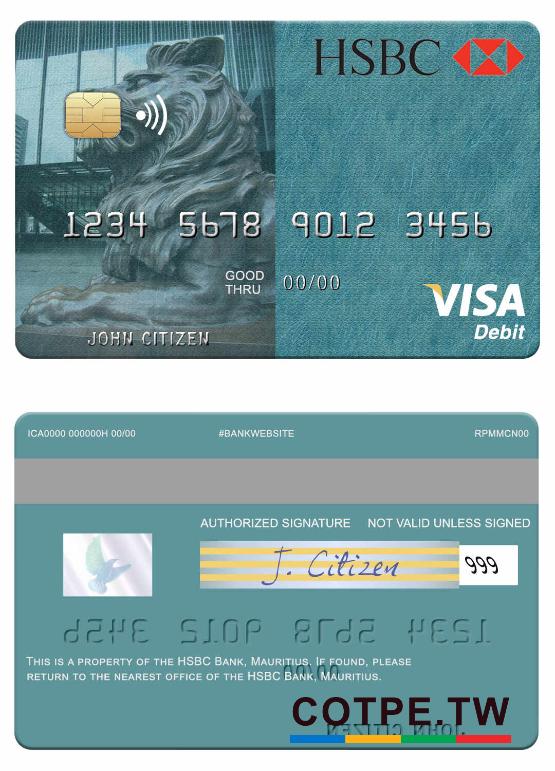 HSBC
1234 5678 9012 3456
GOOD THRU 00/00
VISA
Debit
JOHN CITIZEN
ICA0000 000000H 00/00 #BANKWEBSITE RPMMCN00
AUTHORIZED SIGNATURE NOT VALID UNLESS SIGNED
J. Citizen 999
THIS IS A PROPERTY OF THE HSBC BANK, MAURITIUS. IF FOUND, PLEASE
RETURN TO THE NEAREST OFFICE OF THE HSBC BANK, MAURITIUS.
COTPE.TW